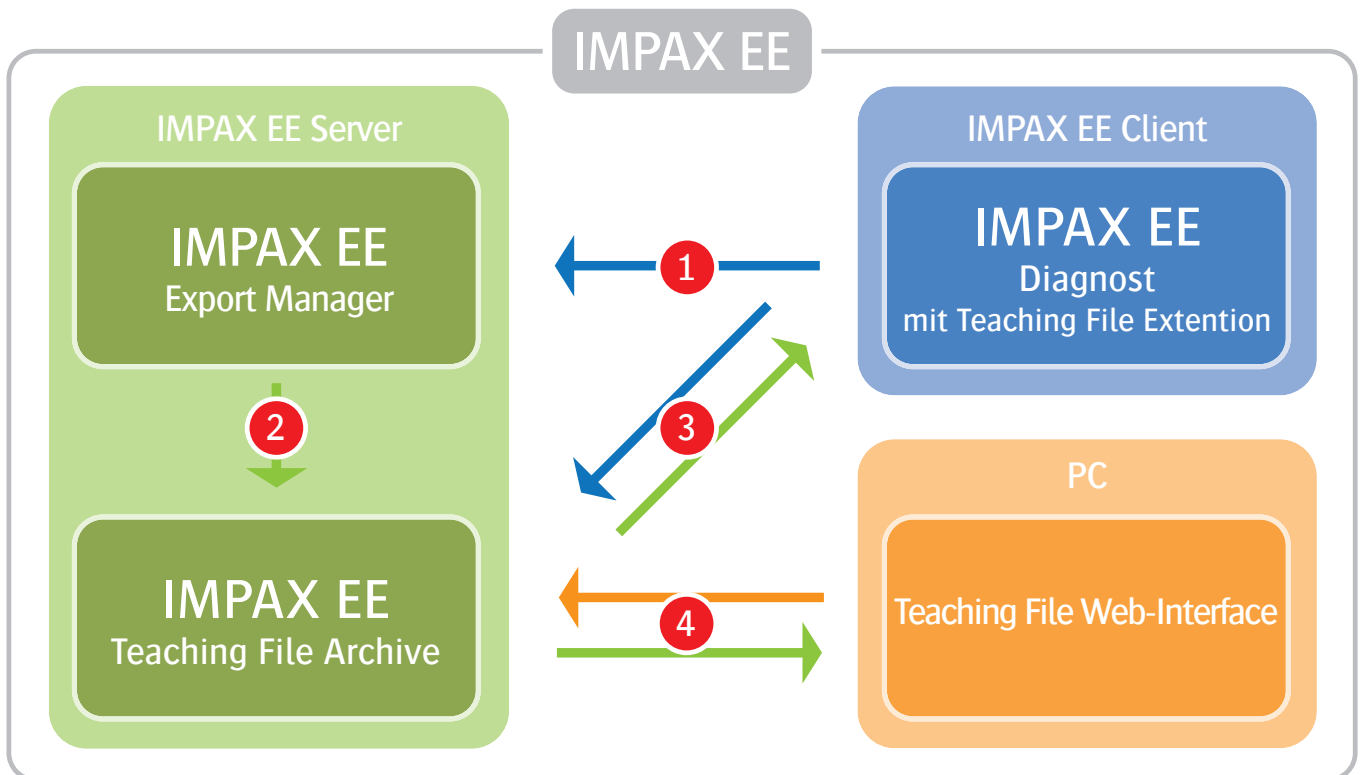 IMPAX EE
IMPAX EE Server
IMPAX EE
Export Manager
2
IMPAX EE
Teaching File Archive
1
3
4
IMPAX EE Client
IMPAX EE
Diagnost
mit Teaching File Extention
PC
Teaching File Web-Interface